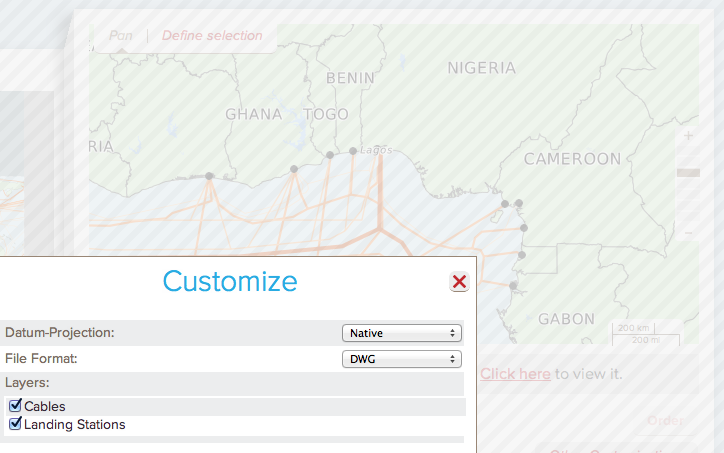 Pan | Define selection
NIGERIA
BENIN
GHANA TOGO
RIA
Lagos
CAMEROON
+
−
GABON
200 km
200 mi
Customize
Datum-Projection: Native
File Format: DWG
Layers:
Cables
Landing Stations
Click here to view it.
Order